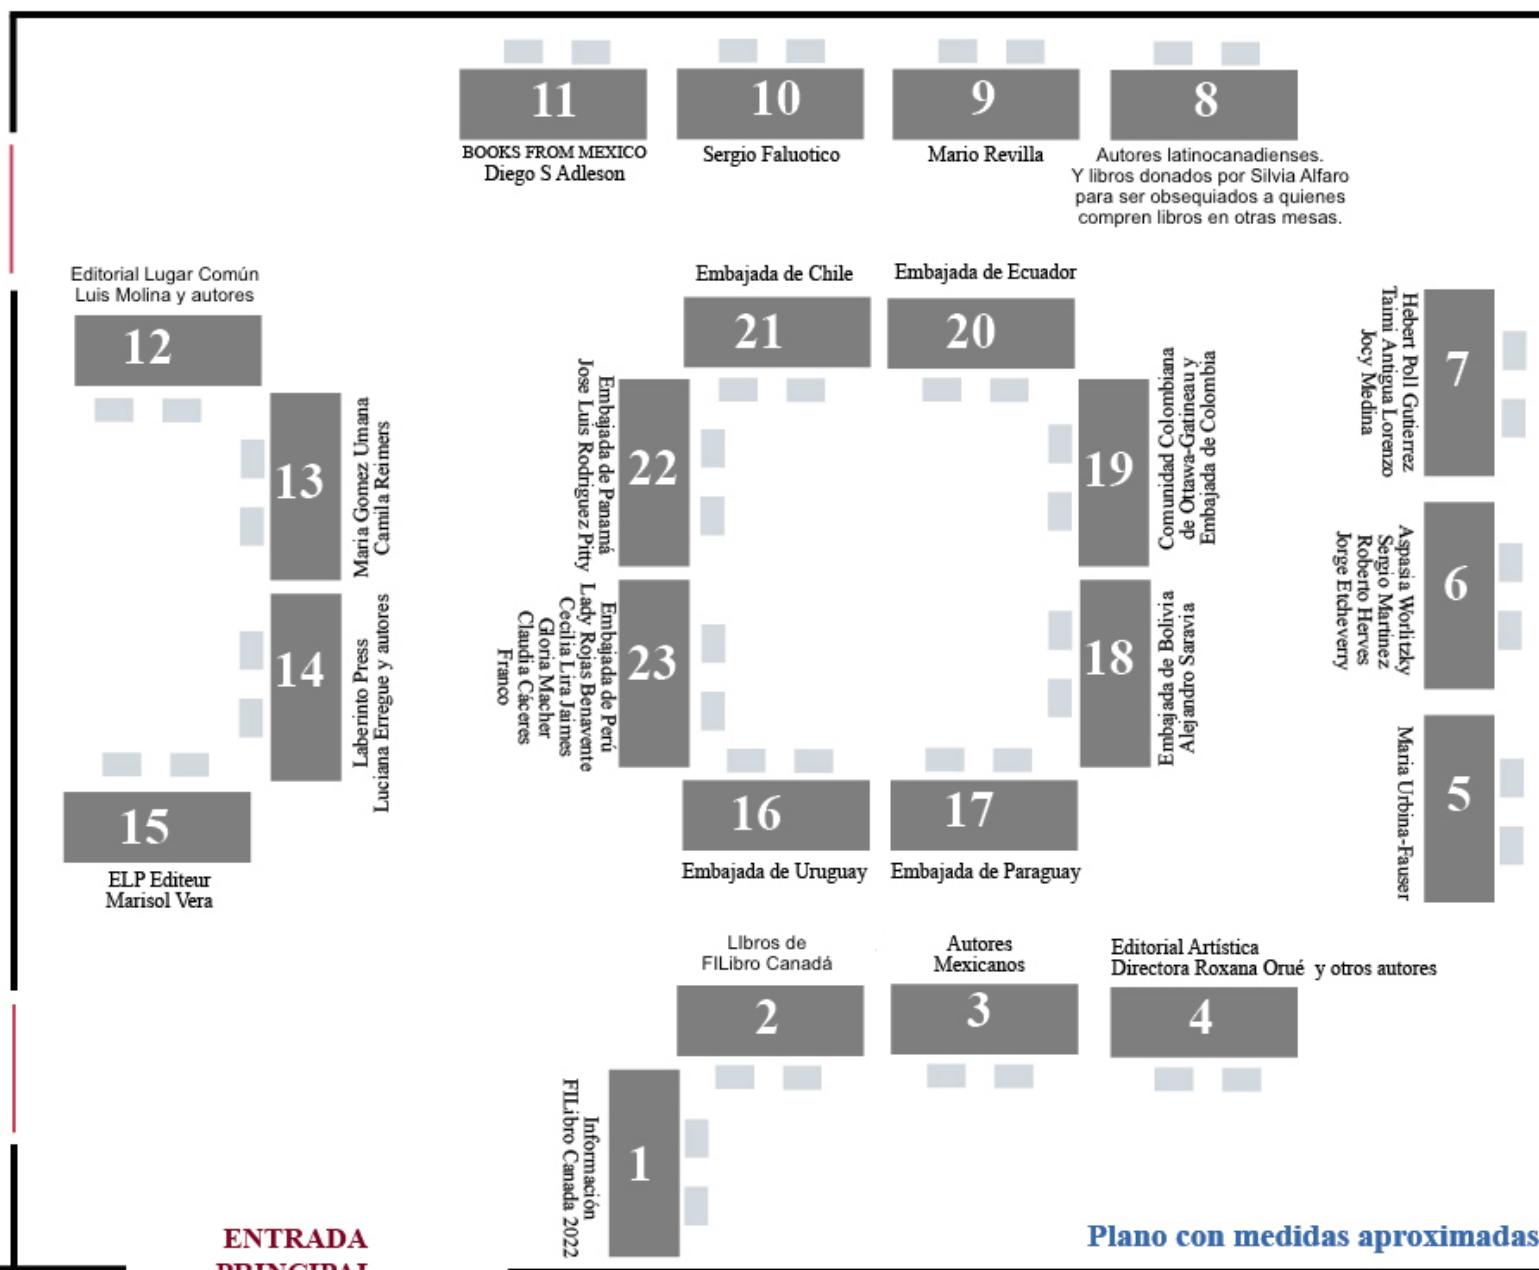 11
BOOKS FROM MEXICO
Diego S Adleson
10
Sergio Faluotico
9
Mario Revilla
8
Autores latinocanadienses.
Y libros donados por Silvia Alfaro
para ser obsequiados a quienes
compren libros en otras mesas.
Editorial Lugar Común
Luis Molina y autores
12
13
Maria Gomez Umana
Camila Reimers
14
Laberinto Press
Luciana Erregue y autores
15
ELP Editeur
Marisol Vera
Embajada de Chile
21
Embajada de Ecuador
20
22
Embajada de Panamá
Jose Luis Rodriguez Pitty
23
Embajada de Perú
Lady Rojas Benavente
Cecilia Lira Jaimes
Gloria Macher
Claudia Cáceres
Franco
19
Comunidad Colombiana
de Ottawa-Gatineau y
Embajada de Colombia
18
Embajada de Bolivia
Alejandro Saravia
16
Embajada de Uruguay
17
Embajada de Paraguay
7
Hebert Poll Gutierrez
Taimi Antigua Lorenzo
Jocy Medina
6
Aspasia Worlitzky
Sergio Martinez
Roberto Herves
Jorge Etcheverry
5
Maria Urbina-Fauser
LIbros de
FILibro Canadá
2
Autores
Mexicanos
3
Editorial Artística
Directora Roxana Orué y otros autores
4
1
Información
FILibro Canada 2022
ENTRADA
PRINCIPAL
Plano con medidas aproximadas